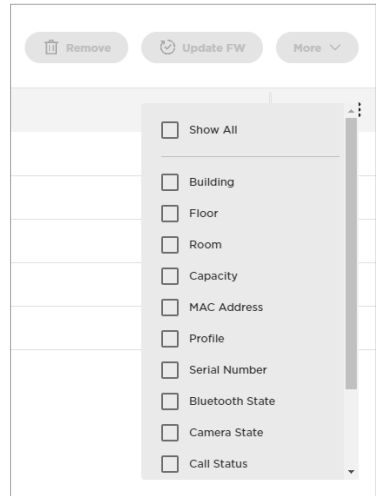 Remove Update FW More
Show All
Building
Floor
Room
Capacity
MAC Address
Profile
Serial Number
Bluetooth State
Camera State
Call Status